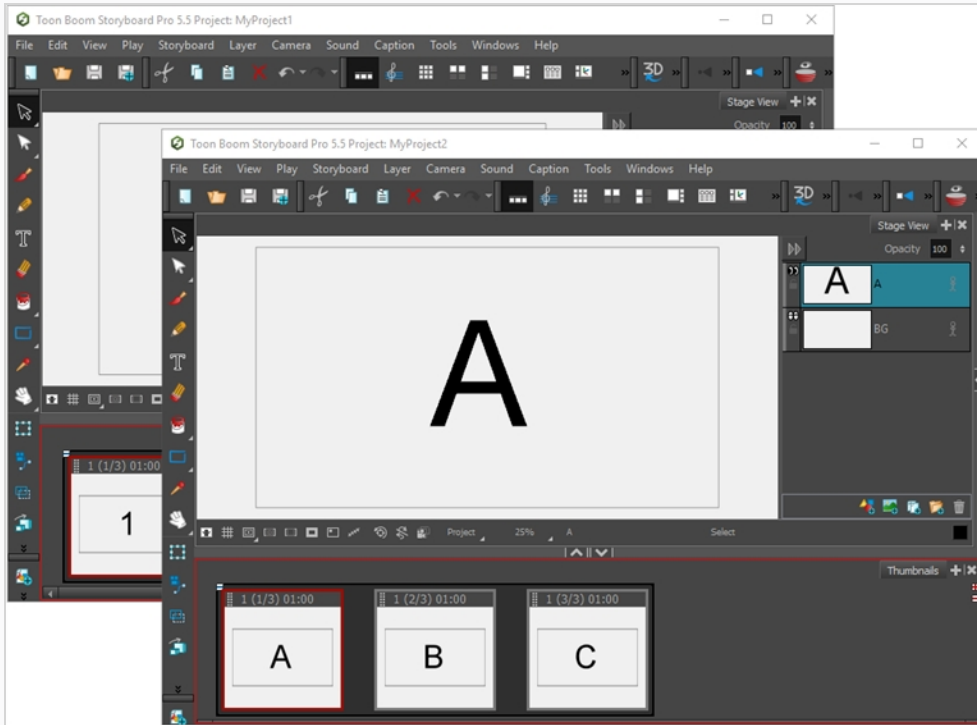 Toon Boom Storyboard Pro 5.5 Project: MyProject1
File Edit View Play Storyboard Layer Camera Sound Caption Tools Windows Help
3D
Stage View
Opacity 100
T
1 (1/3) 01:00
1
Toon Boom Storyboard Pro 5.5 Project: MyProject2
File Edit View Play Storyboard Layer Camera Sound Caption Tools Windows Help
3D
Stage View
Opacity 100
A
A A
BG
T
Project 25% A Select
Thumbnails
1 (1/3) 01:00 1 (2/3) 01:00 1 (3/3) 01:00
A B C